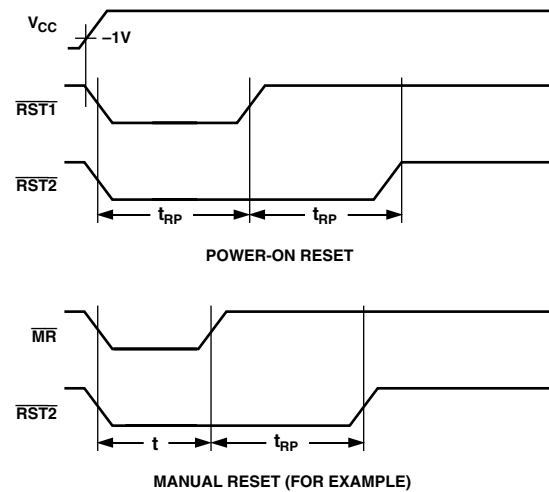 VCC
–1V
RST1
RST2
tRP tRP
POWER-ON RESET
MR
RST2
t tRP
MANUAL RESET (FOR EXAMPLE)